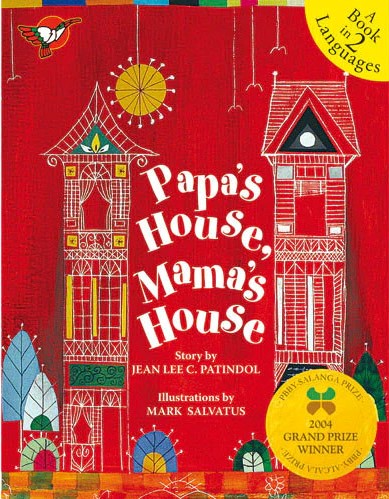 A
Book
in 2
Languages
Papa's
House,
Mama's
House
Story by
JEAN LEE C. PATINDOL
Illustrations by
MARK SALVATUS
PBBY-SALANGA PRIZE
2004
GRAND PRIZE
WINNER
PBBY-ALCALA PRIZE